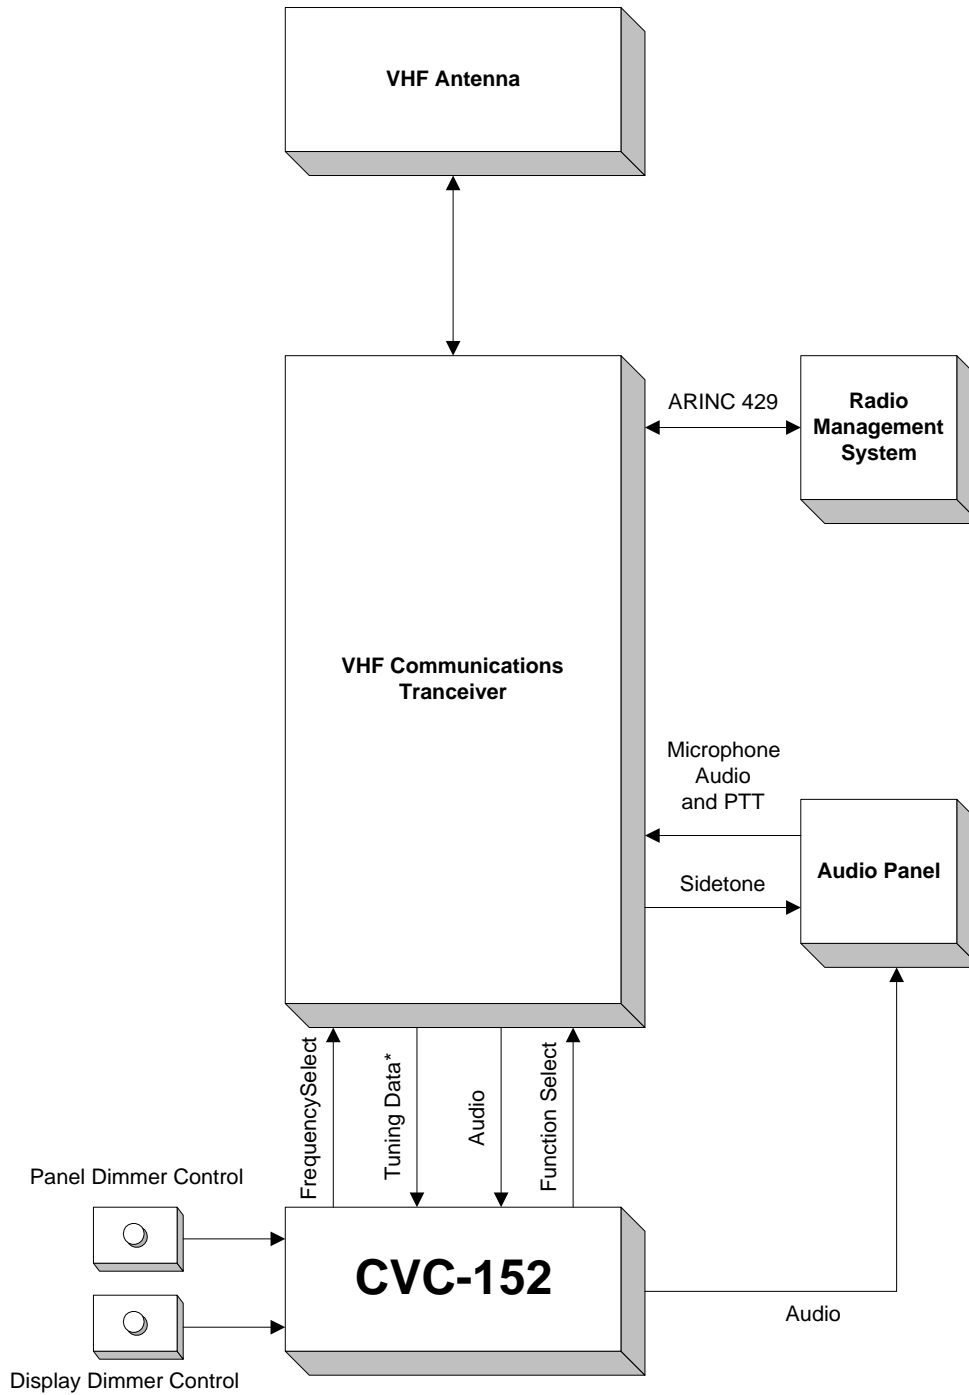 VHF Antenna
ARINC 429
Radio
Management
System
VHF Communications
Tranceiver
Microphone
Audio
and PTT
Audio Panel
Sidetone
FrequencySelect
Tuning Data*
Audio
Function Select
Panel Dimmer Control
CVC-152
Audio
Display Dimmer Control